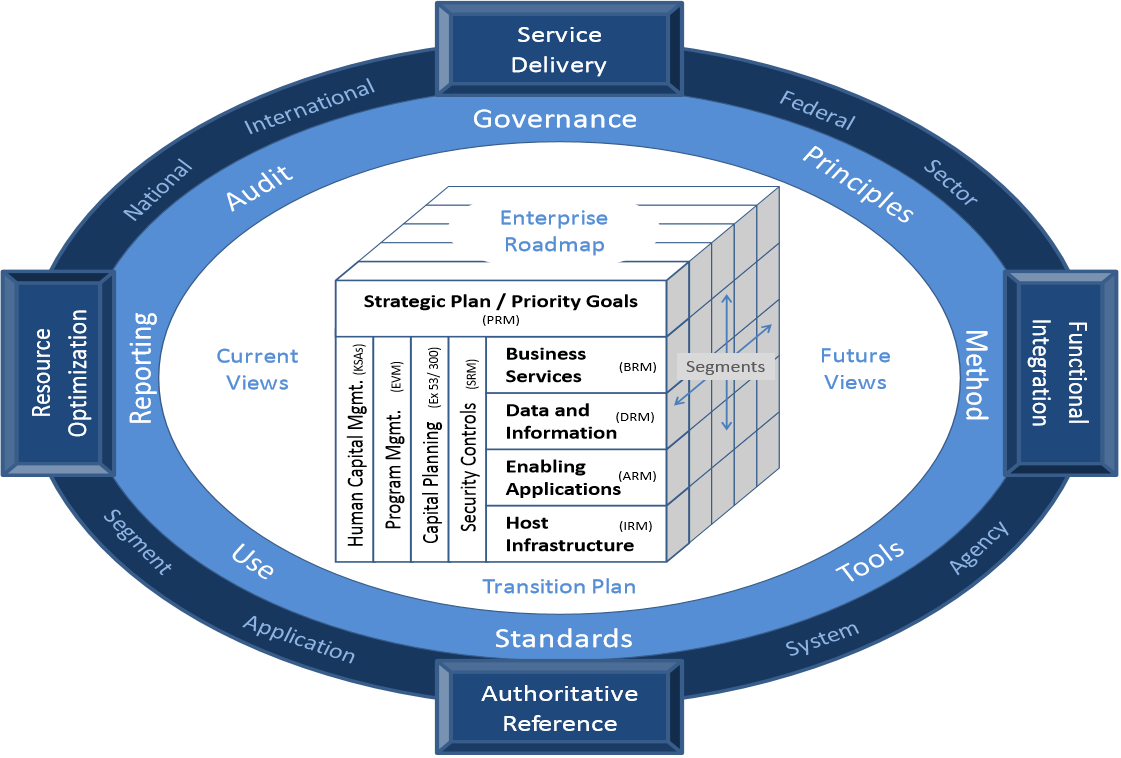 Service
Delivery
International
Federal
National
Sector
Governance
Audit
Principles
Enterprise
Roadmap
Strategic Plan / Priority Goals
(PRM)
Resource
Optimization
Reporting
Current
Views
Human Capital Mgmt. (KSAs)
Program Mgmt. (EVM)
Capital Planning (Ex 53/ 300)
Security Controls (SRM)
Business
Services (BRM)
Data and
Information (DRM)
Enabling
Applications (ARM)
Host
Infrastructure (IRM)
Segments
Future
Views
Method
Functional
Integration
Transition Plan
Use
Tools
Standards
Segment
Agency
Application
System
Authoritative
Reference